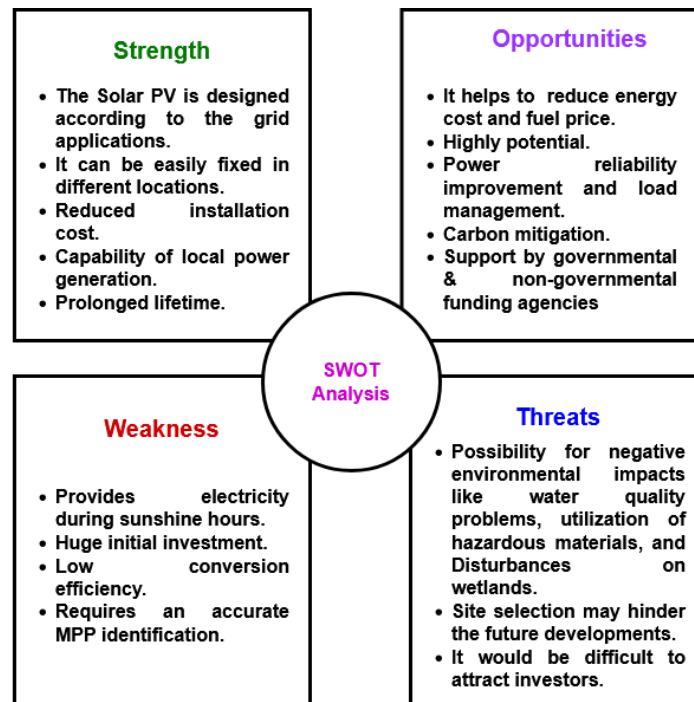 Strength
• The Solar PV is designed
according to the grid
applications.
• It can be easily fixed in
different locations.
• Reduced installation
cost.
• Capability of local power
generation.
• Prolonged lifetime.
Opportunities
• It helps to reduce energy
cost and fuel price.
• Highly potential.
• Power reliability
improvement and load
management.
• Carbon mitigation.
• Support by governmental
& non-governmental
funding agencies
SWOT
Analysis
Weakness
• Provides electricity
during sunshine hours.
• Huge initial investment.
• Low conversion
efficiency.
• Requires an accurate
MPP identification.
Threats
• Possibility for negative
environmental impacts
like water quality
problems, utilization of
hazardous materials, and
Disturbances on
wetlands.
• Site selection may hinder
the future developments.
• It would be difficult to
attract investors.